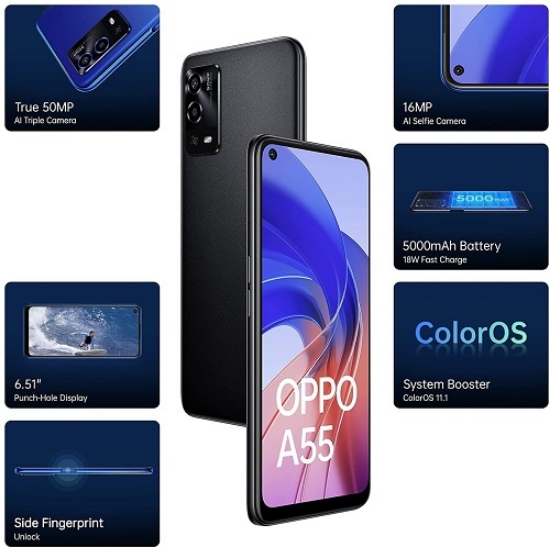 True 50MP
AI Triple Camera
16MP
AI Selfie Camera
5000mAh
5000mAh Battery
18W Fast Charge
6.51"
Punch-Hole Display
ColorOS
System Booster
ColorOS 11.1
OPPO
A55
Side Fingerprint
Unlock